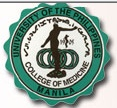 UNIVERSITY OF THE PHILIPPINES
COLLEGE OF MEDICINE
MANILA